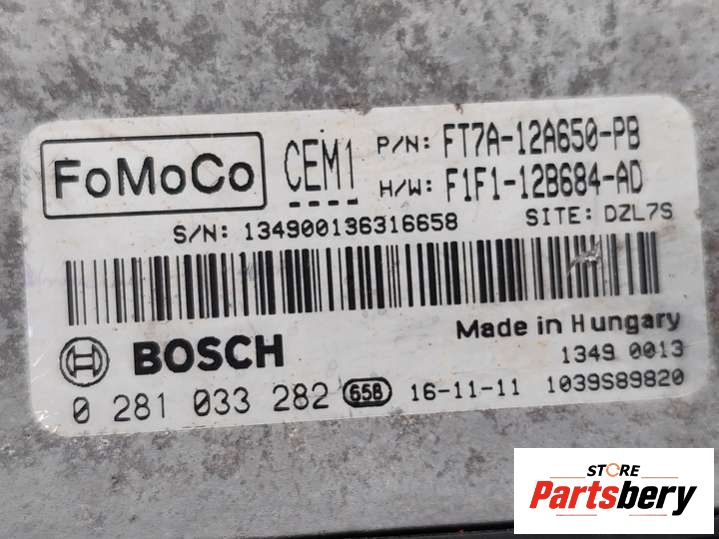 FoMoCo
CEM1
P/N: FT7A-12A650-PB
H/W: F1F1-12B684-AD
S/N: 134900136316658
SITE: DZL7S
BOSCH
Made in Hungary
1349 0013
0 281 033 282 658 16-11-11 1039S89820
STORE
Partsbery